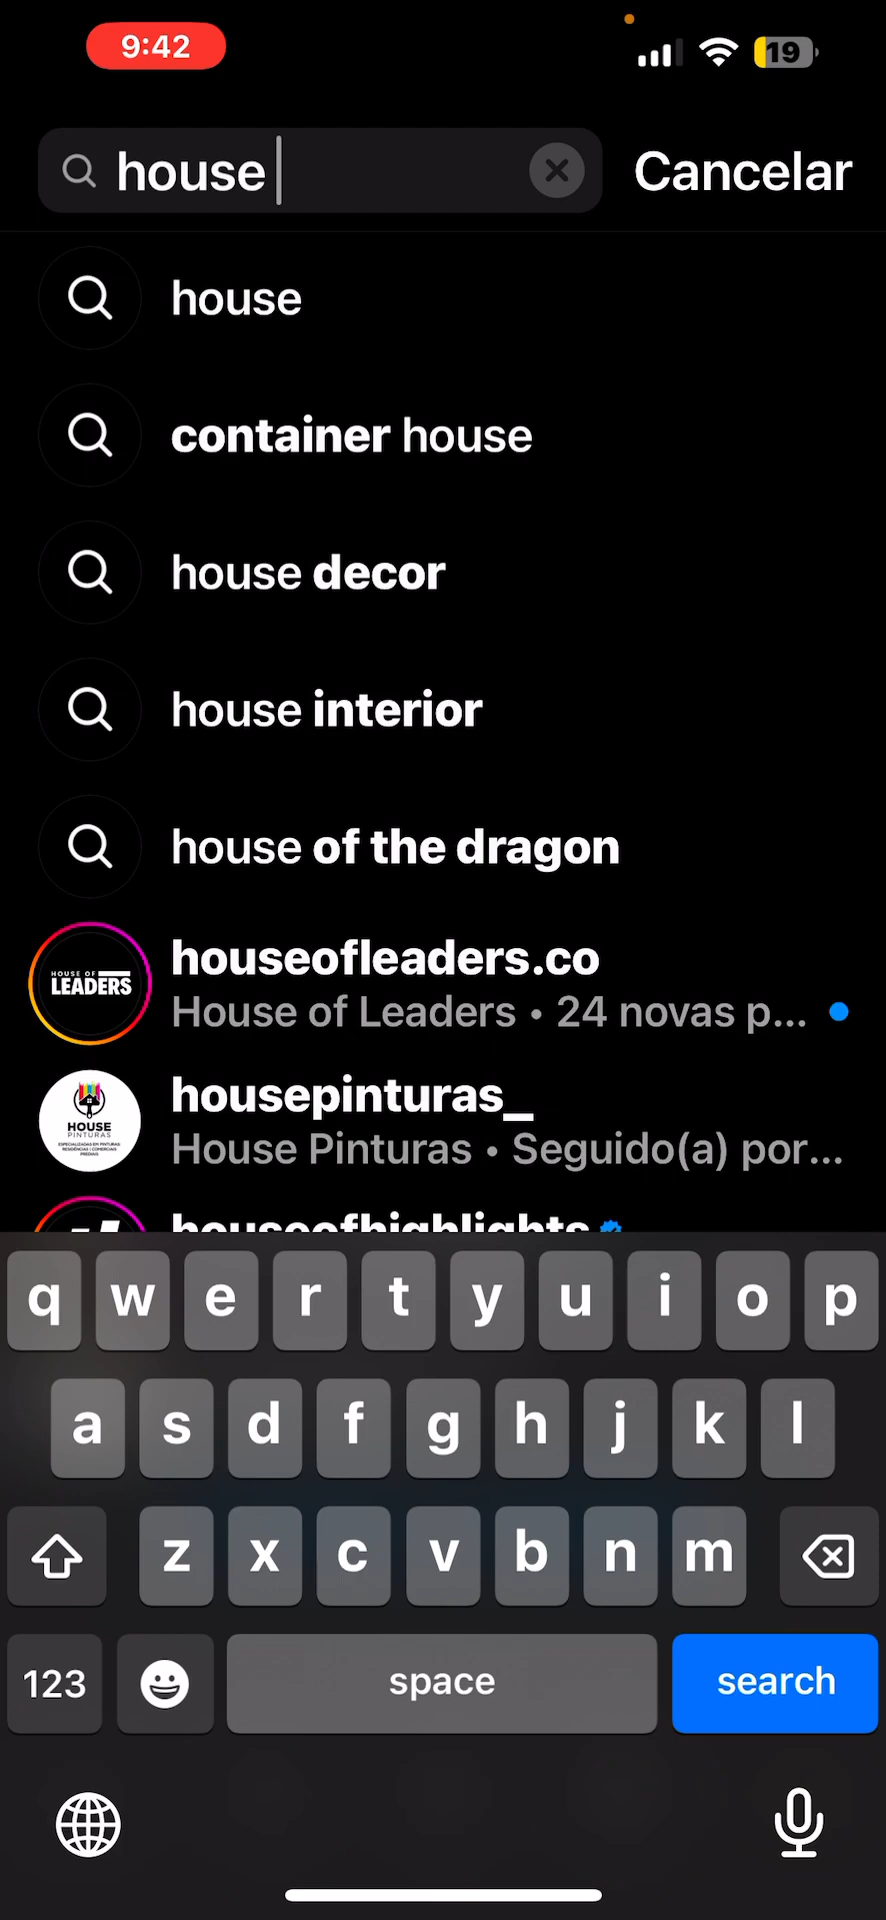 9:42
19
house
Cancelar
house
container house
house decor
house interior
house of the dragon
HOUSE OF
LEADERS
houseofleaders.co
House of Leaders • 24 novas p...
HOUSE
PINTURAS
housepinturas_
House Pinturas • Seguido(a) por...
houseofhighlights
q w e r t y u i o p
a s d f g h j k l
z x c v b n m
123
space
search